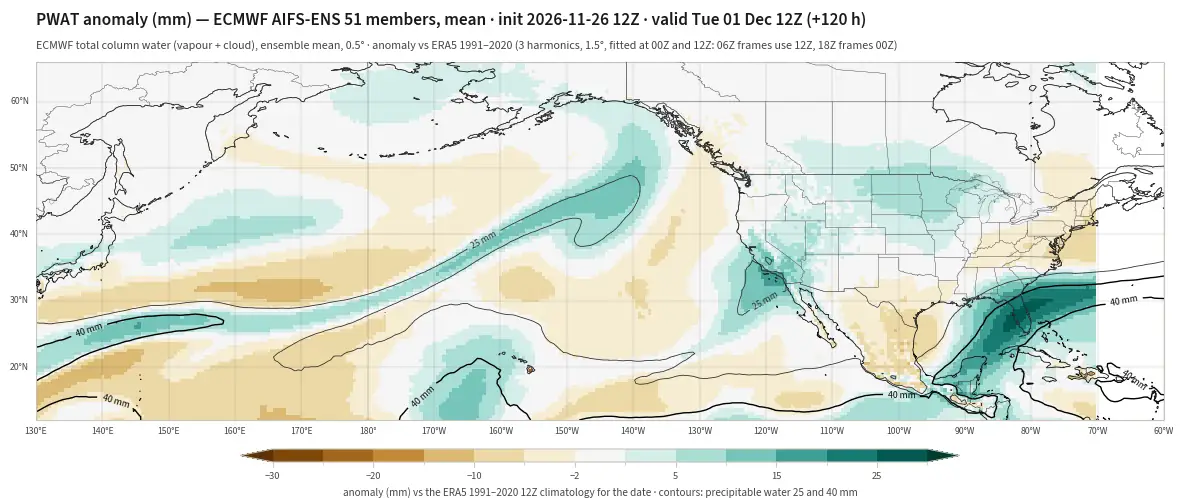 PWAT anomaly (mm) — ECMWF AIFS-ENS 51 members, mean · init 2026-11-26 12Z · valid Tue 01 Dec 12Z (+120 h)
ECMWF total column water (vapour + cloud), ensemble mean, 0.5° · anomaly vs ERA5 1991–2020 (3 harmonics, 1.5°, fitted at 00Z and 12Z: 06Z frames use 12Z, 18Z frames 00Z)
60°N
50°N
40°N
30°N
20°N
25 mm
25 mm
40 mm
40 mm
40 mm
40 mm
40 mm
40 mm
130°E 140°E 150°E 160°E 170°E 180° 170°W 160°W 150°W 140°W 130°W 120°W 110°W 100°W 90°W 80°W 70°W 60°W
−30 −20 −10 −2 5 15 25
anomaly (mm) vs the ERA5 1991–2020 12Z climatology for the date · contours: precipitable water 25 and 40 mm